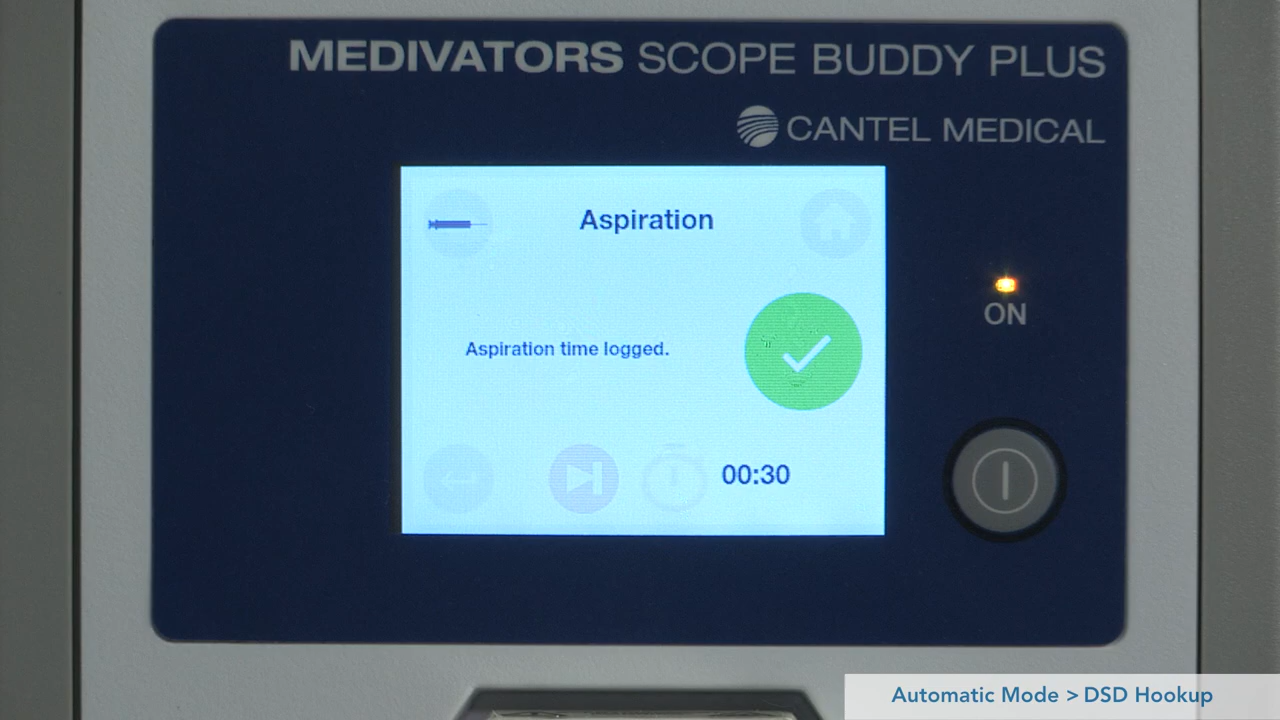 MEDIVATORS SCOPE BUDDY PLUS
CANTEL MEDICAL
Aspiration
Aspiration time logged.
00:30
ON
Automatic Mode > DSD Hookup